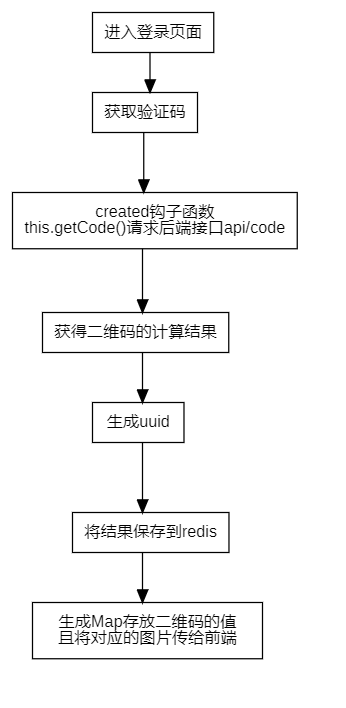 进入登录页面
获取验证码
created钩子函数
this.getCode()请求后端接口api/code
获得二维码的计算结果
生成uuid
将结果保存到redis
生成Map存放二维码的值
且将对应的图片传给前端